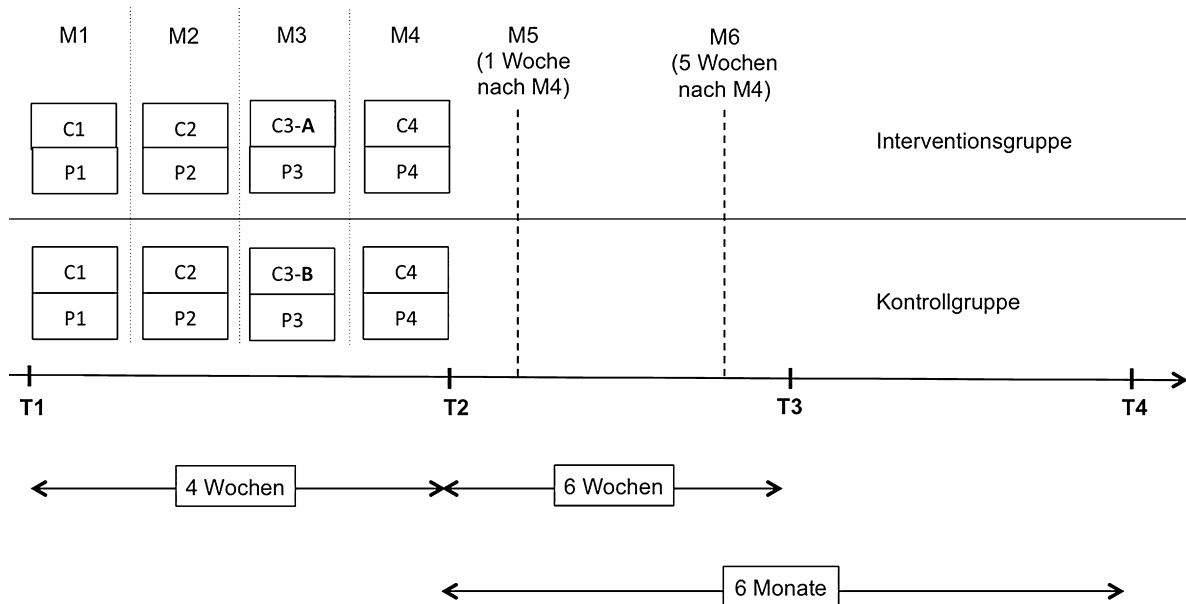 M1
M2
M3
M4
M5
(1 Woche
nach M4)
M6
(5 Wochen
nach M4)
C1
C2
C3-A
C4
P1
P2
P3
P4
Interventionsgruppe
C1
C2
C3-B
C4
P1
P2
P3
P4
Kontrollgruppe
T1
T2
T3
T4
4 Wochen
6 Wochen
6 Monate